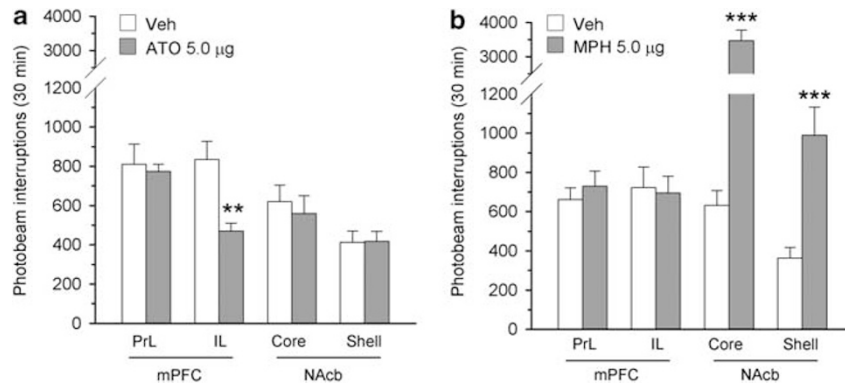 a
Veh
ATO 5.0 µg
Photobeam interruptions (30 min)
4000
3000
1200
1000
800
600
400
200
0
**
PrL
IL
Core
Shell
mPFC
NAcb
b
Veh
MPH 5.0 µg
Photobeam interruptions (30 min)
4000
3000
1200
1000
800
600
400
200
0
***
***
PrL
IL
Core
Shell
mPFC
NAcb